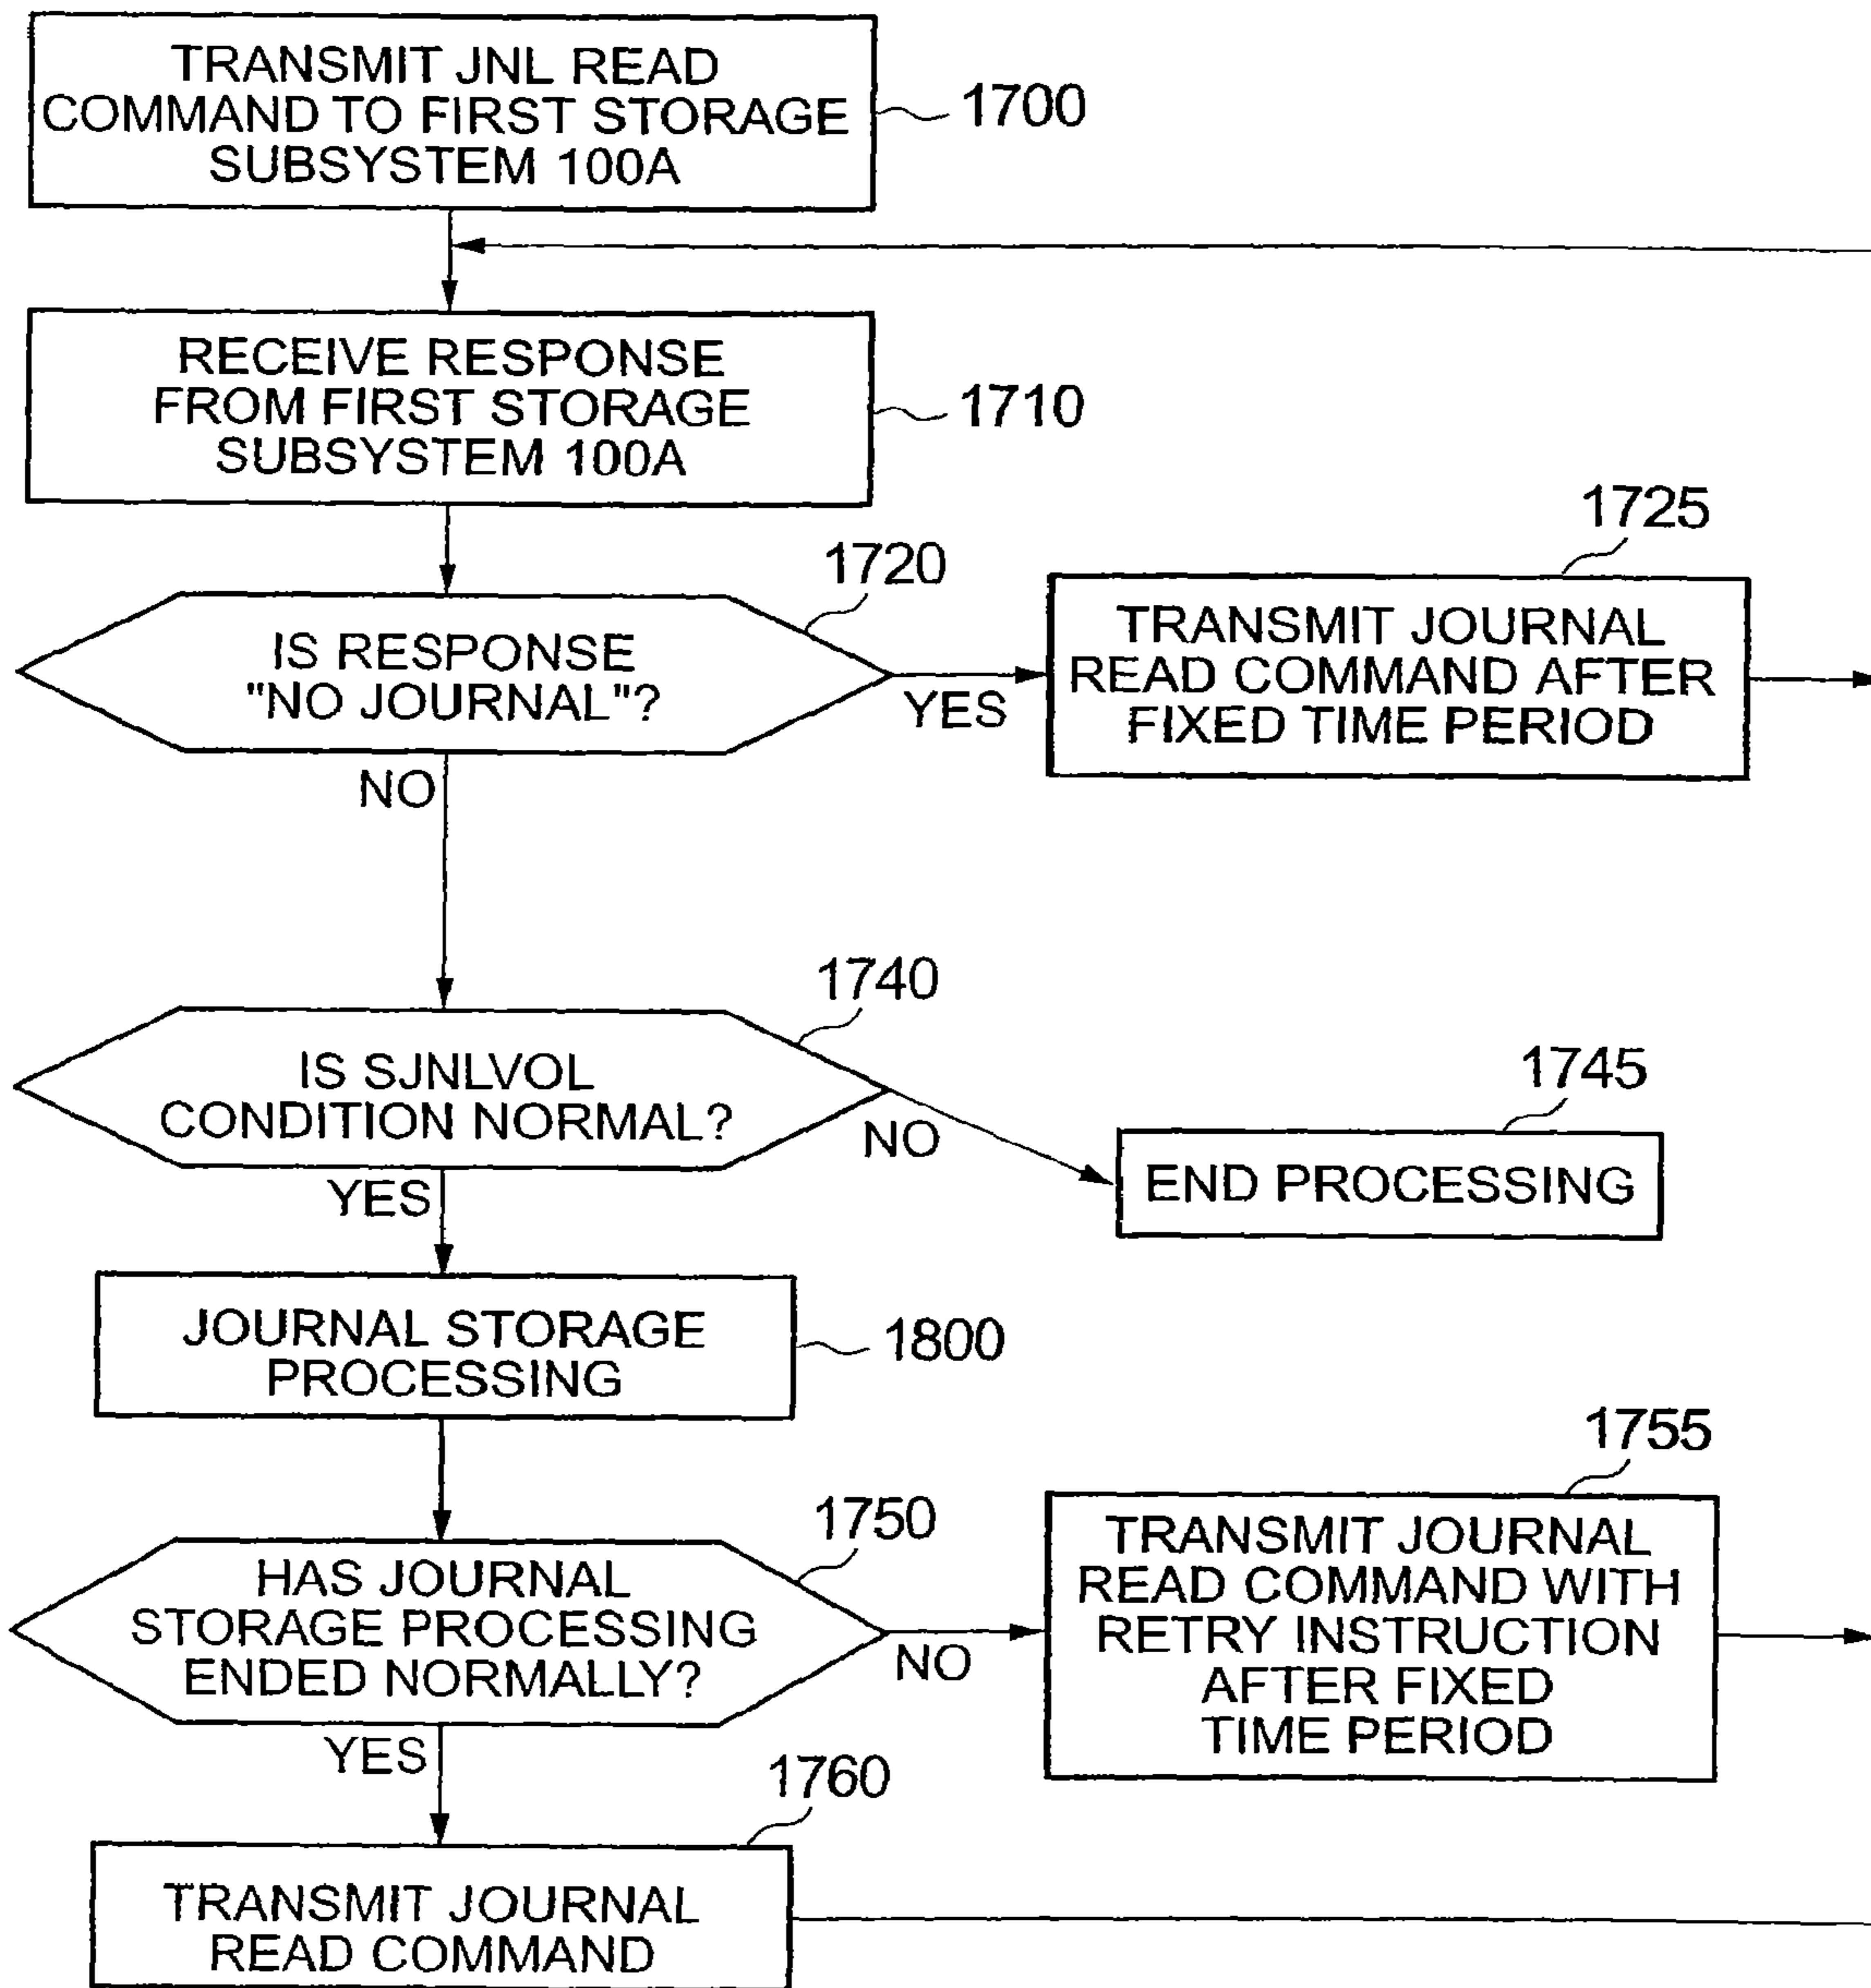 TRANSMIT JNL READ
COMMAND TO FIRST STORAGE
SUBSYSTEM 100A
1700
RECEIVE RESPONSE
FROM FIRST STORAGE
SUBSYSTEM 100A
1710
1720
IS RESPONSE
"NO JOURNAL"?
YES
NO
1725
TRANSMIT JOURNAL
READ COMMAND AFTER
FIXED TIME PERIOD
1740
IS SJNLVOL
CONDITION NORMAL?
NO
YES
1745
END PROCESSING
JOURNAL STORAGE
PROCESSING
1800
1750
HAS JOURNAL
STORAGE PROCESSING
ENDED NORMALLY?
NO
YES
1755
TRANSMIT JOURNAL
READ COMMAND WITH
RETRY INSTRUCTION
AFTER FIXED
TIME PERIOD
1760
TRANSMIT JOURNAL
READ COMMAND